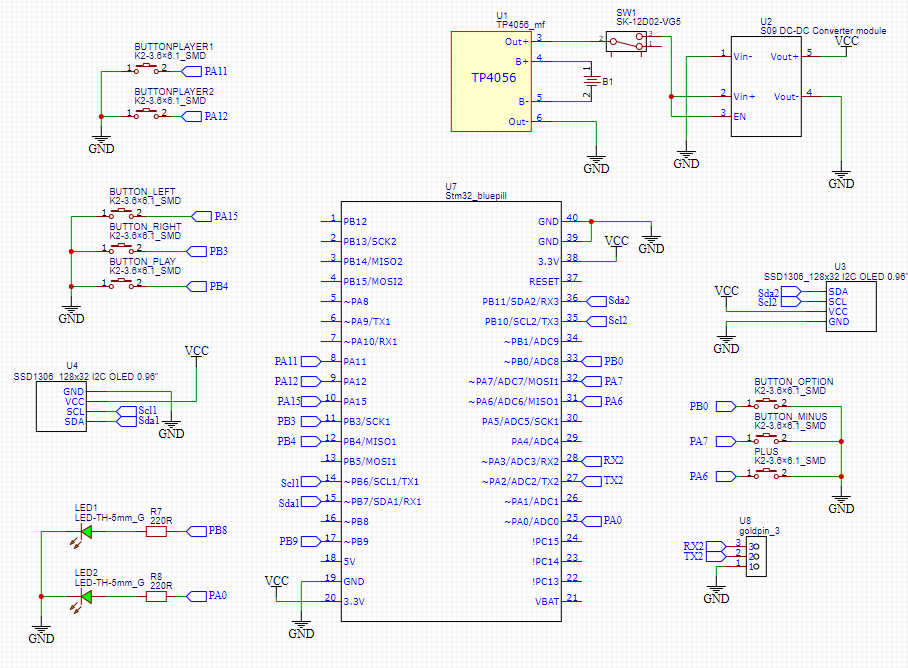 BUTTONPLAYER1
K2-3.6×6.1_SMD
1 2 PA11
BUTTONPLAYER2
K2-3.6×6.1_SMD
1 2 PA12
GND
U1
TP4056_mf
TP4056
Out+ 3
B+ 4
B- 5
Out- 6
1
B1
2
GND
SW1
SK-12D02-VG5
2 3
1
U2
S09 DC-DC Converter module
VCC
1 Vin- Vout+ 5
2 Vin+ Vout- 4
3 EN
GND
GND
BUTTON_LEFT
K2-3.6×6.1_SMD
1 2 PA15
BUTTON_RIGHT
K2-3.6×6.1_SMD
1 2 PB3
BUTTON_PLAY
K2-3.6×6.1_SMD
1 2 PB4
GND
U7
Stm32_bluepill
1 PB12 GND 40
2 PB13/SCK2 GND 39
3 PB14/MISO2 3.3V 38
4 PB15/MOSI2 RESET 37
5 ~PA8 PB11/SDA2/RX3 36 Sda2
6 ~PA9/TX1 PB10/SCL2/TX3 35 Scl2
7 ~PA10/RX1 ~PB1/ADC9 34
PA11 8 PA11 ~PB0/ADC8 33 PB0
PA12 9 PA12 ~PA7/ADC7/MOSI1 32 PA7
PA15 10 PA15 ~PA6/ADC6/MISO1 31 PA6
PB3 11 PB3/SCK1 PA5/ADC5/SCK1 30
PB4 12 PB4/MISO1 PA4/ADC4 29
13 PB5/MOSI1 ~PA3/ADC3/RX2 28 RX2
Scl1 14 ~PB6/SCL1/TX1 ~PA2/ADC2/TX2 27 TX2
Sda1 15 ~PB7/SDA1/RX1 ~PA1/ADC1 26
16 ~PB8 ~PA0/ADC0 25 PA0
PB9 17 ~PB9 !PC15 24
18 5V !PC14 23
19 GND !PC13 22
20 3.3V VBAT 21
VCC
GND
VCC
GND
U3
SSD1306_128x32 I2C OLED 0.96"
VCC
Sda2 SDA
Scl2 SCL
VCC
GND
GND
VCC
U4
SSD1306_128x32 I2C OLED 0.96"
GND
VCC
SCL Scl1
SDA Sda1
GND
BUTTON_OPTION
K2-3.6×6.1_SMD
PB0 1 2
BUTTON_MINUS
K2-3.6×6.1_SMD
PA7 1 2
PLUS
K2-3.6×6.1_SMD
PA6 1 2
GND
LED1
LED-TH-5mm_G
R7
220R
PB8
LED2
LED-TH-5mm_G
R8
220R
PA0
GND
U8
goldpin_3
RX2 3 3
TX2 2 2
1 1
GND